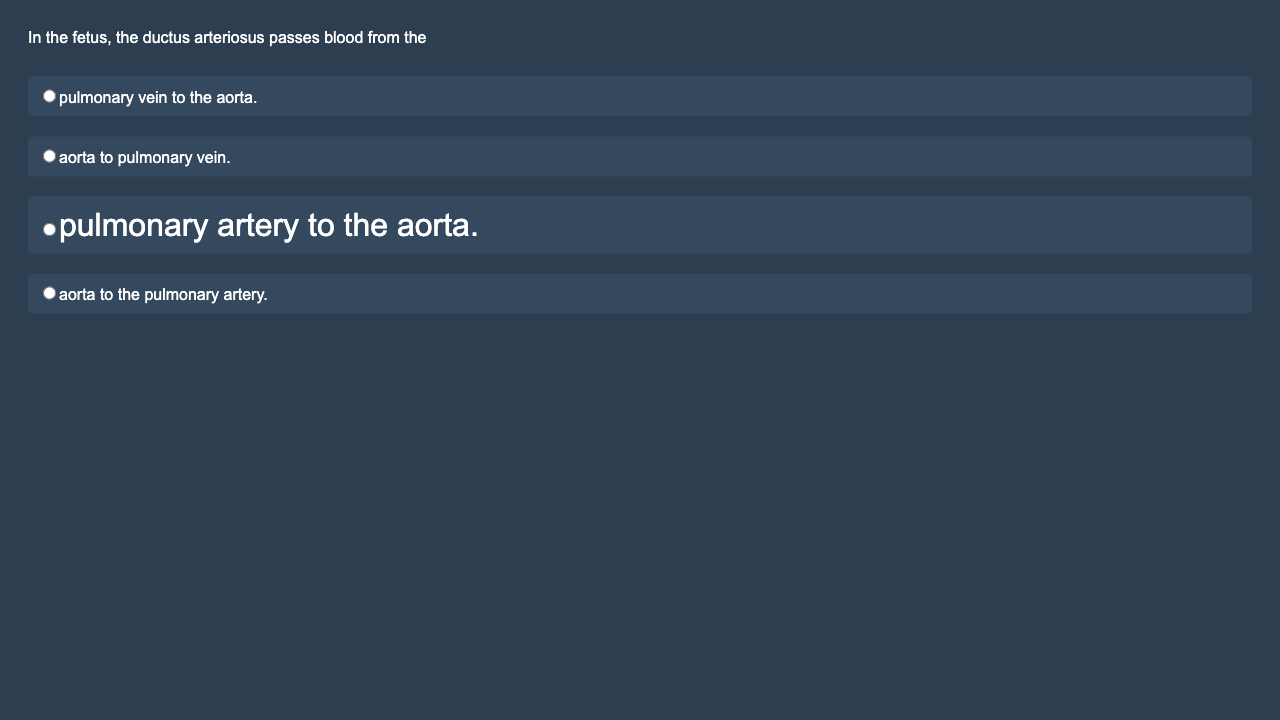 In the fetus, the ductus arteriosus passes blood from the
pulmonary vein to the aorta.
aorta to pulmonary vein.
pulmonary artery to the aorta.
aorta to the pulmonary artery.